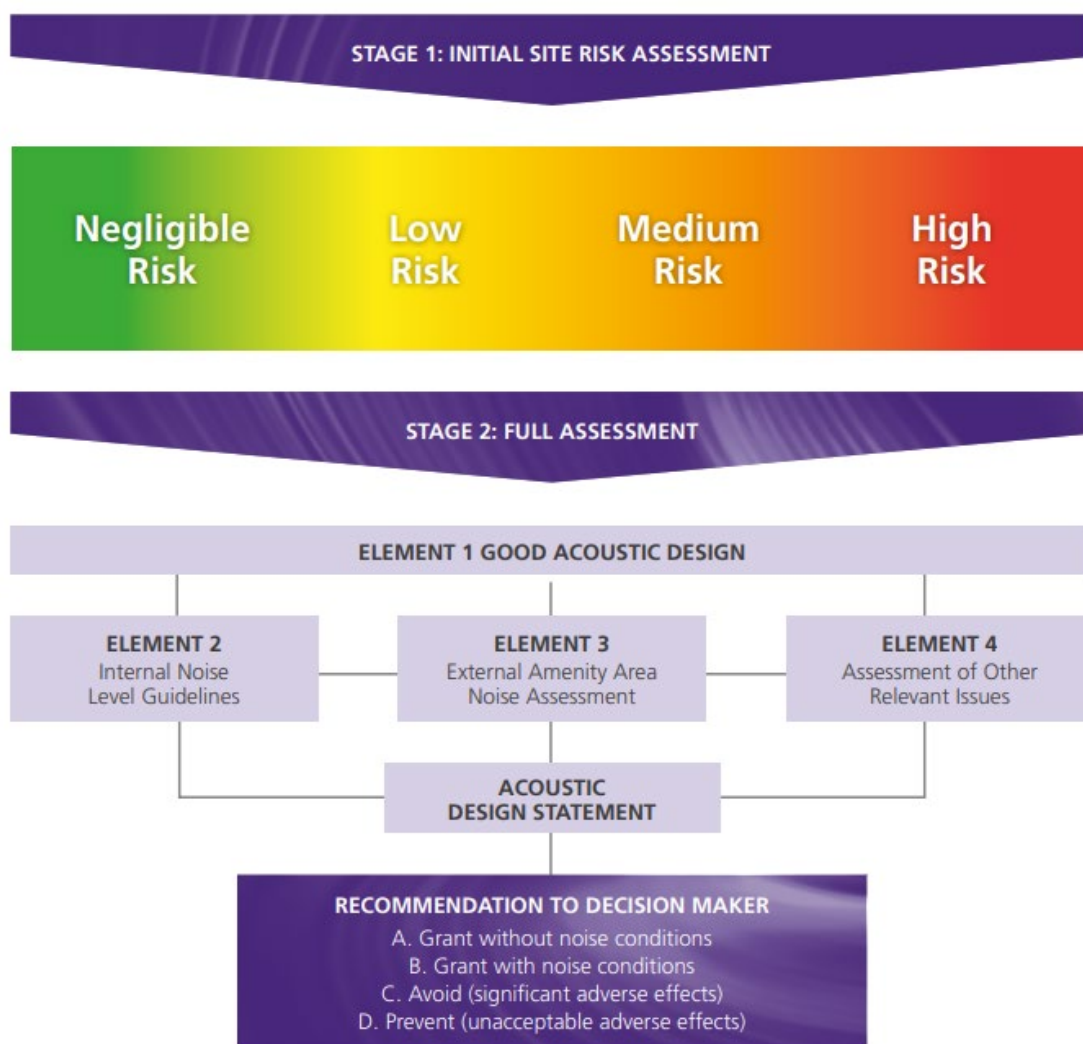 STAGE 1: INITIAL SITE RISK ASSESSMENT
Negligible
Risk
Low
Risk
Medium
Risk
High
Risk
STAGE 2: FULL ASSESSMENT
ELEMENT 1 GOOD ACOUSTIC DESIGN
ELEMENT 2
Internal Noise
Level Guidelines
ELEMENT 3
External Amenity Area
Noise Assessment
ELEMENT 4
Assessment of Other
Relevant Issues
ACOUSTIC
DESIGN STATEMENT
RECOMMENDATION TO DECISION MAKER
A. Grant without noise conditions
B. Grant with noise conditions
C. Avoid (significant adverse effects)
D. Prevent (unacceptable adverse effects)